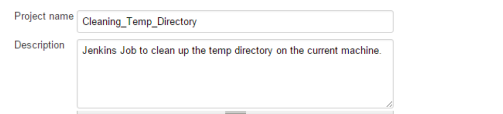 Project name Cleaning_Temp_Directory
Description Jenkins Job to clean up the temp directory on the current machine.